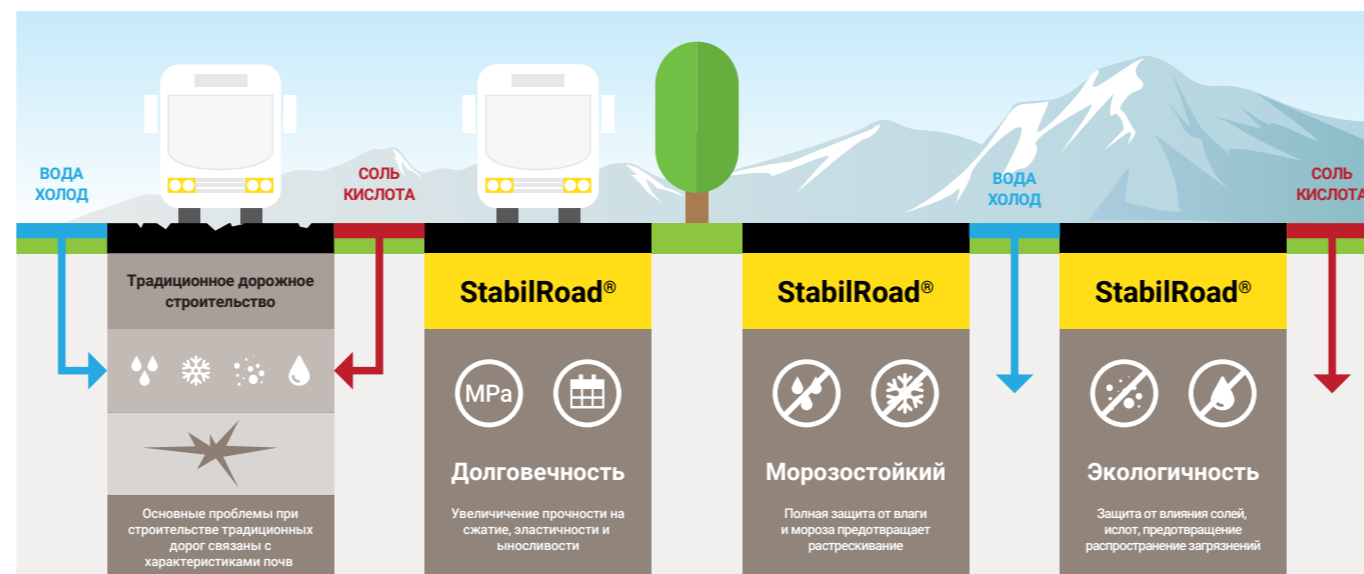 ВОДА
ХОЛОД
СОЛЬ
КИСЛОТА
ВОДА
ХОЛОД
СОЛЬ
КИСЛОТА
Традиционное дорожное
строительство
Основные проблемы при
строительстве традиционных
дорог связаны с
характеристиками почв
StabilRoad®
MPa
Долговечность
Увеличичение прочности на
сжатие, эластичности и
выносливости
StabilRoad®
Морозостойкий
Полная защита от влаги
и мороза предотвращает
растрескивание
StabilRoad®
Экологичность
Защита от влияния солей,
ислот, предотвращение
распространение загрязнений